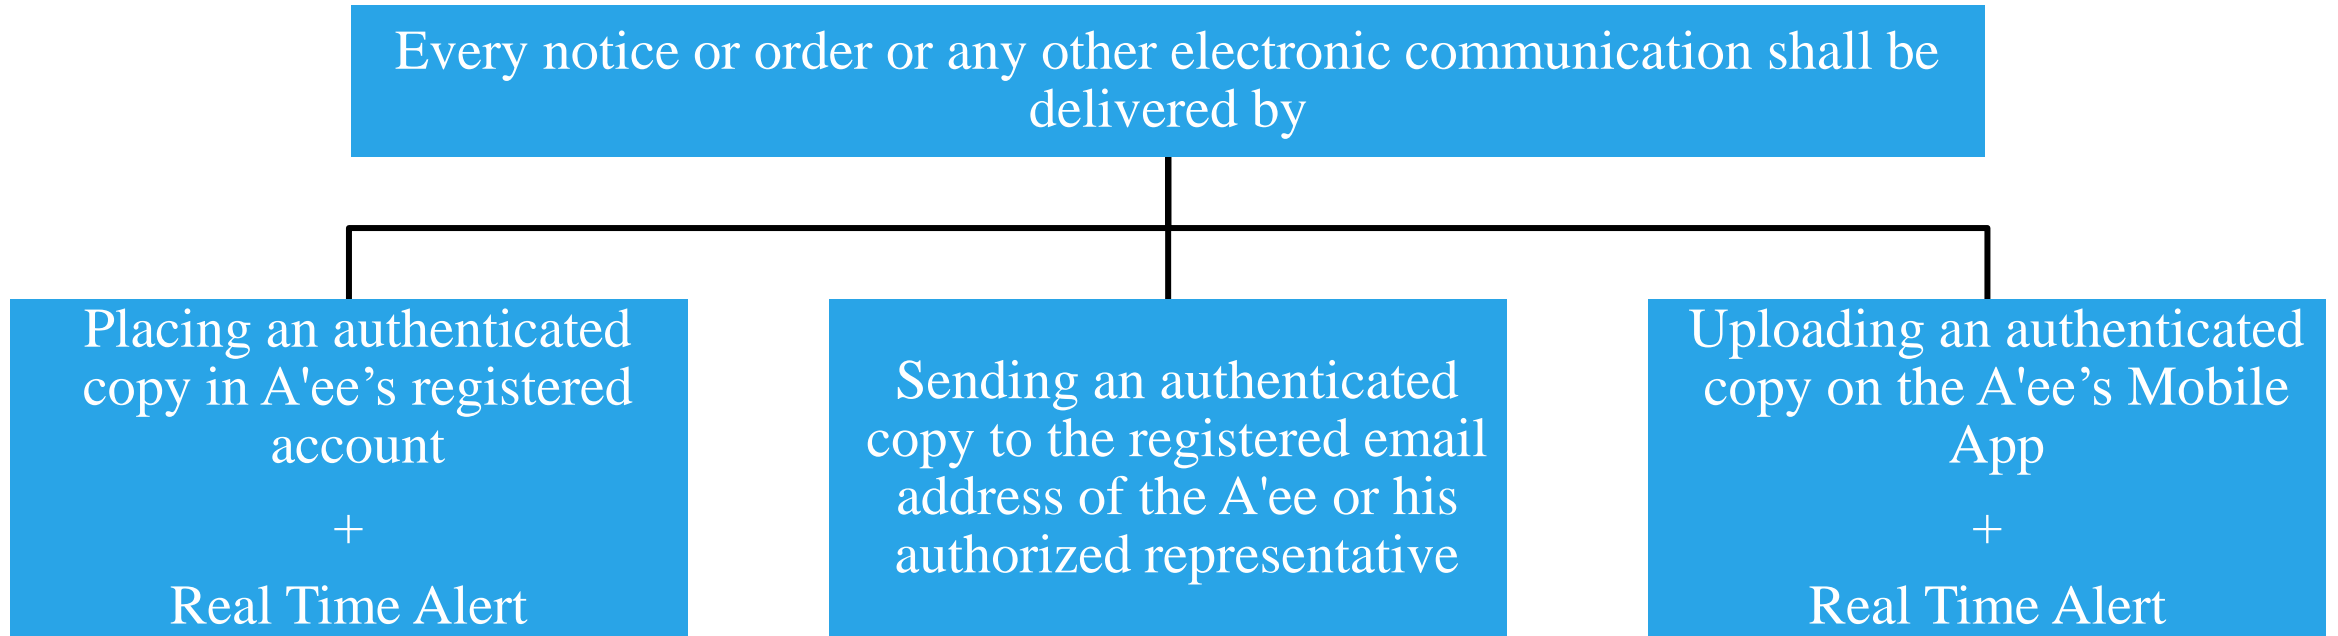 Every notice or order or any other electronic communication shall be
delivered by
Placing an authenticated
copy in A'ee’s registered
account
+
Real Time Alert
Sending an authenticated
copy to the registered email
address of the A'ee or his
authorized representative
Uploading an authenticated
copy on the A'ee’s Mobile
App
+
Real Time Alert